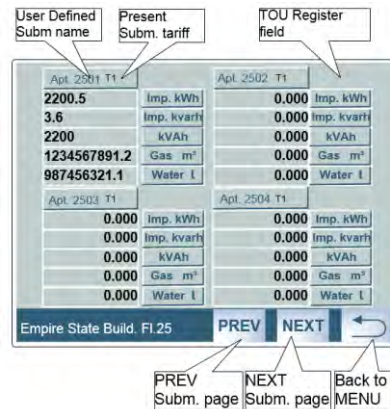 User Defined
Subm name
Present
Subm. tariff
TOU Register
field
Apt. 2501 T1
2200.5 Imp. kWh
3.6 Imp. kvarh
2200 kVAh
1234567891.2 Gas m³
987456321.1 Water l
Apt. 2502 T1
0.000 Imp. kWh
0.000 Imp. kvarh
0.000 kVAh
0.000 Gas m³
0.000 Water l
Apt. 2503 T1
0.000 Imp. kWh
0.000 Imp. kvarh
0.000 kVAh
0.000 Gas m³
0.000 Water l
Apt. 2504 T1
0.000 Imp. kWh
0.000 Imp. kvarh
0.000 kVAh
0.000 Gas m³
0.000 Water l
Empire State Build. Fl.25 PREV NEXT
PREV
Subm. page
NEXT
Subm. page
Back to
MENU